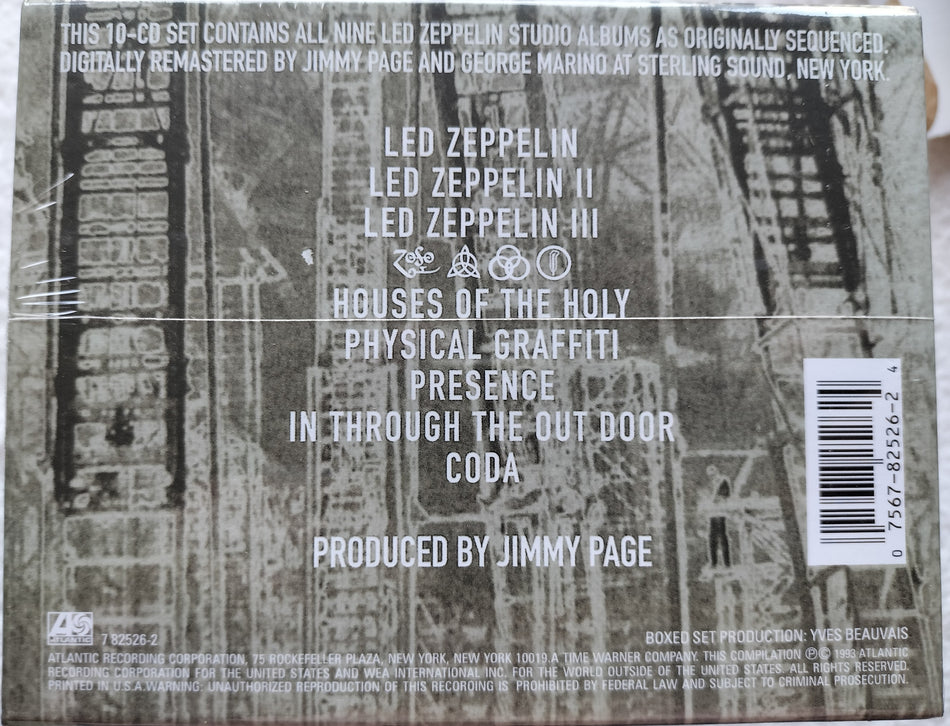 THIS 10-CD SET CONTAINS ALL NINE LED ZEPPELIN STUDIO ALBUMS AS ORIGINALLY SEQUENCED.
DIGITALLY REMASTERED BY JIMMY PAGE AND GEORGE MARINO AT STERLING SOUND, NEW YORK.
LED ZEPPELIN
LED ZEPPELIN II
LED ZEPPELIN III
HOUSES OF THE HOLY
PHYSICAL GRAFFITI
PRESENCE
IN THROUGH THE OUT DOOR
CODA
PRODUCED BY JIMMY PAGE
0 7567-82526-2 4
ATLANTIC
7 82526-2
BOXED SET PRODUCTION: YVES BEAUVAIS
ATLANTIC RECORDING CORPORATION, 75 ROCKEFELLER PLAZA, NEW YORK, NEW YORK 10019. A TIME WARNER COMPANY. THIS COMPILATION ℗© 1993 ATLANTIC
RECORDING CORPORATION FOR THE UNITED STATES AND WEA INTERNATIONAL INC. FOR THE WORLD OUTSIDE OF THE UNITED STATES. ALL RIGHTS RESERVED.
PRINTED IN U.S.A. WARNING: UNAUTHORIZED REPRODUCTION OF THIS RECORDING IS PROHIBITED BY FEDERAL LAW AND SUBJECT TO CRIMINAL PROSECUTION.